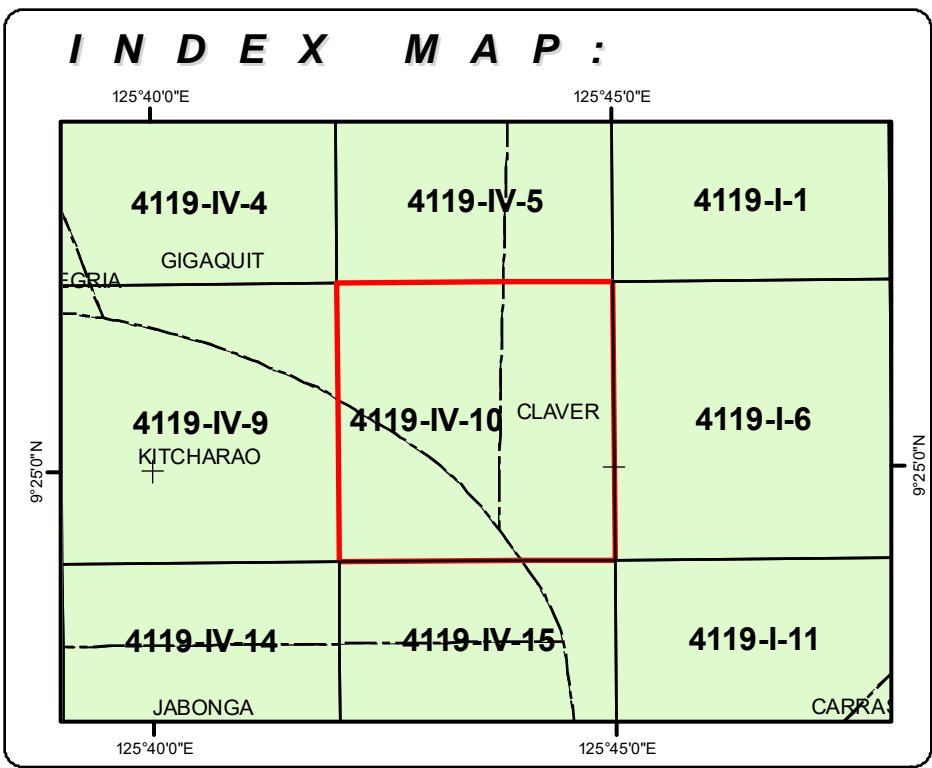 INDEX MAP:
125°40'0"E 125°45'0"E
4119-IV-4 4119-IV-5 4119-I-1
GIGAQUIT
EGRIA
4119-IV-9 4119-IV-10 CLAVER 4119-I-6
KITCHARAO
9°25'0"N 9°25'0"N
4119-IV-14 4119-IV-15 4119-I-11
JABONGA CARRAS
125°40'0"E 125°45'0"E